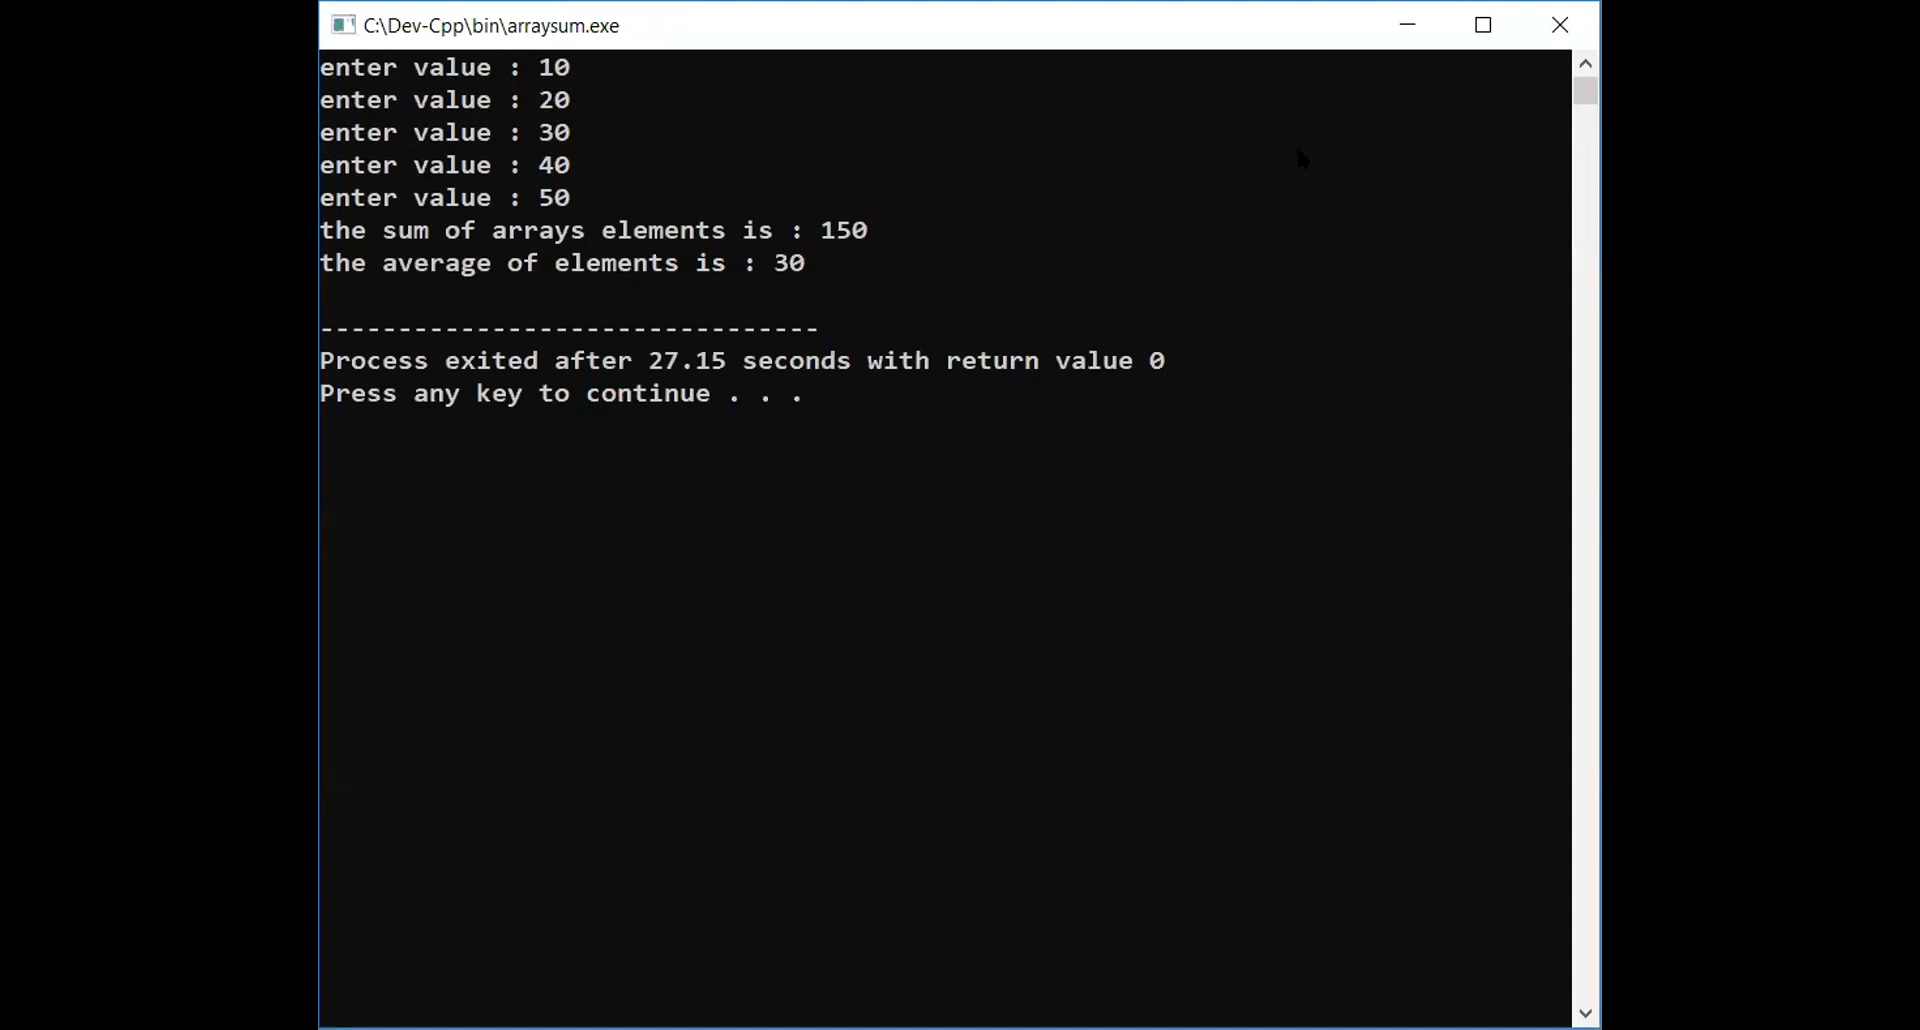 C:\Dev-Cpp\bin\arraysum.exe
enter value : 10
enter value : 20
enter value : 30
enter value : 40
enter value : 50
the sum of arrays elements is : 150
the average of elements is : 30
--------------------------------
Process exited after 27.15 seconds with return value 0
Press any key to continue . . .